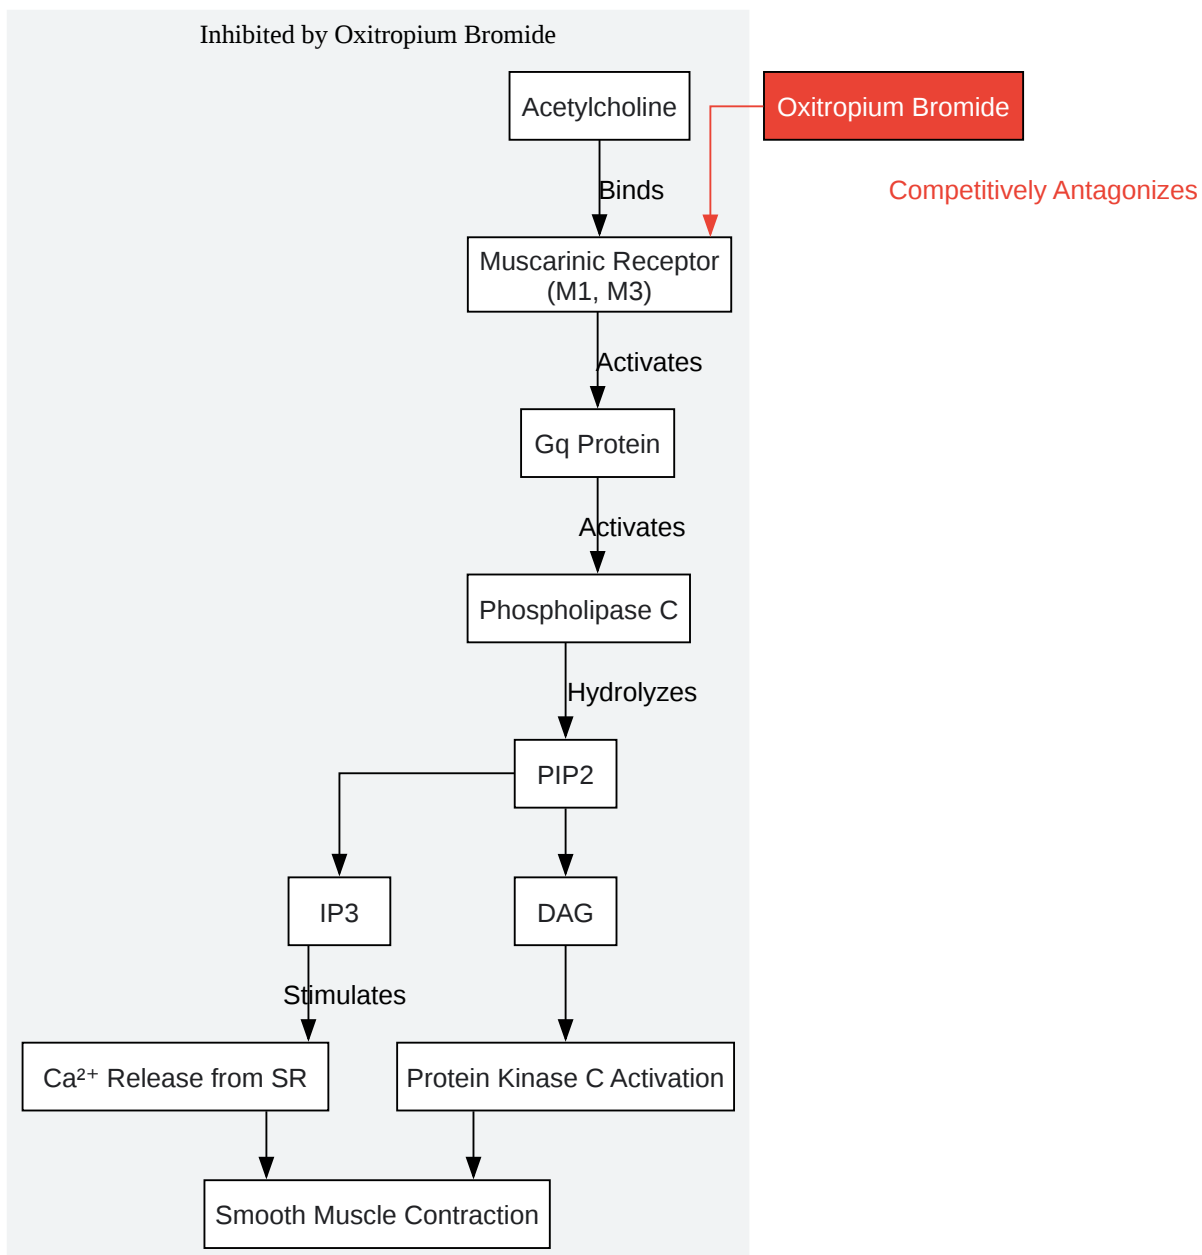 Inhibited by Oxitropium Bromide
Acetylcholine
Oxitropium Bromide
Binds
Competitively Antagonizes
Muscarinic Receptor
(M1, M3)
Activates
Gq Protein
Activates
Phospholipase C
Hydrolyzes
PIP2
IP3
DAG
Stimulates
Ca²⁺ Release from SR
Protein Kinase C Activation
Smooth Muscle Contraction